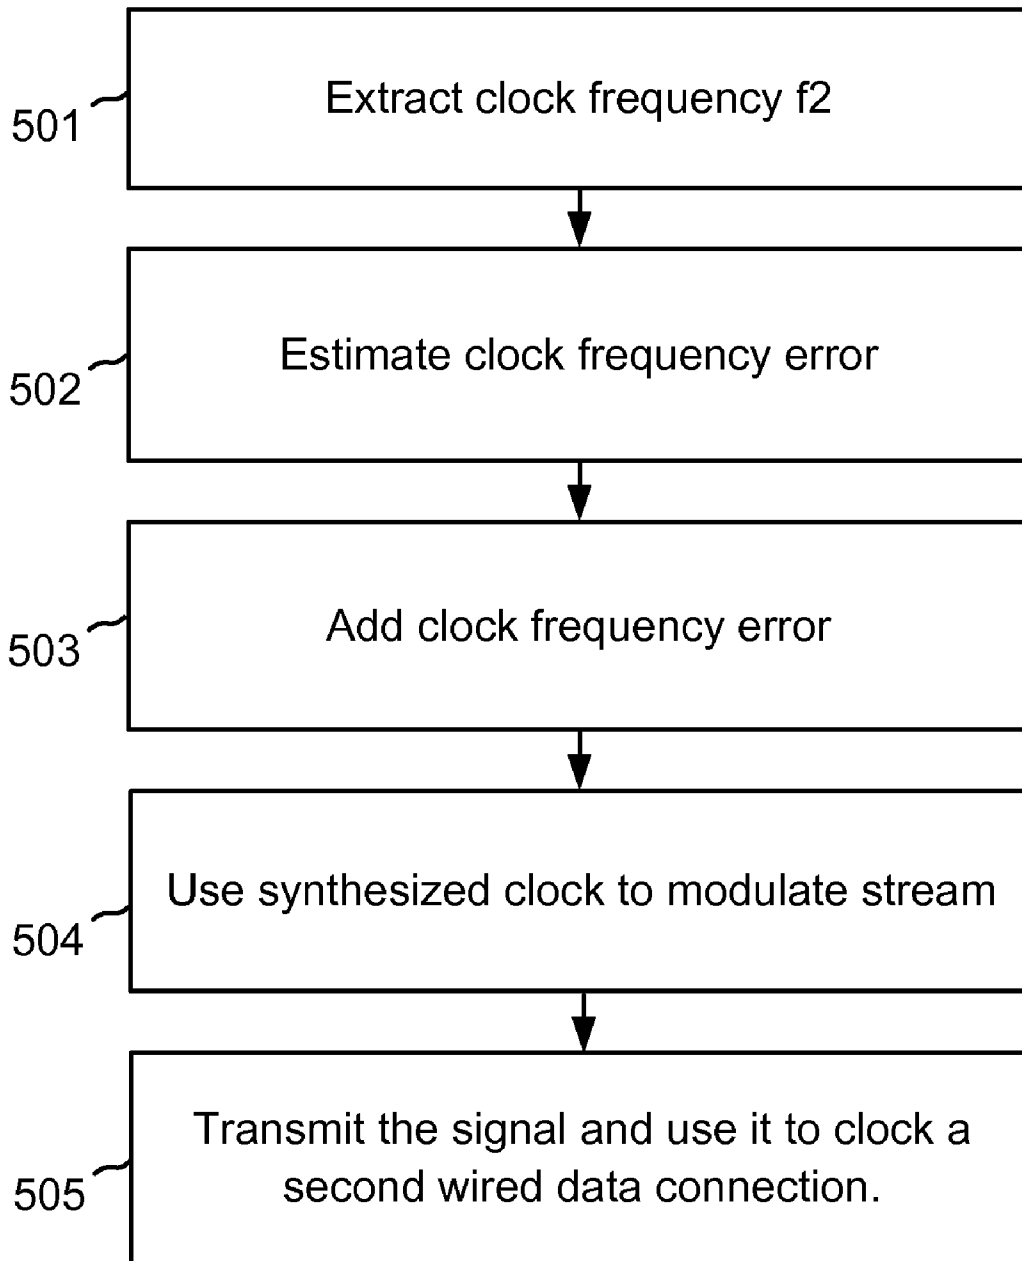 501
Extract clock frequency f2
502
Estimate clock frequency error
503
Add clock frequency error
504
Use synthesized clock to modulate stream
505
Transmit the signal and use it to clock a
second wired data connection.